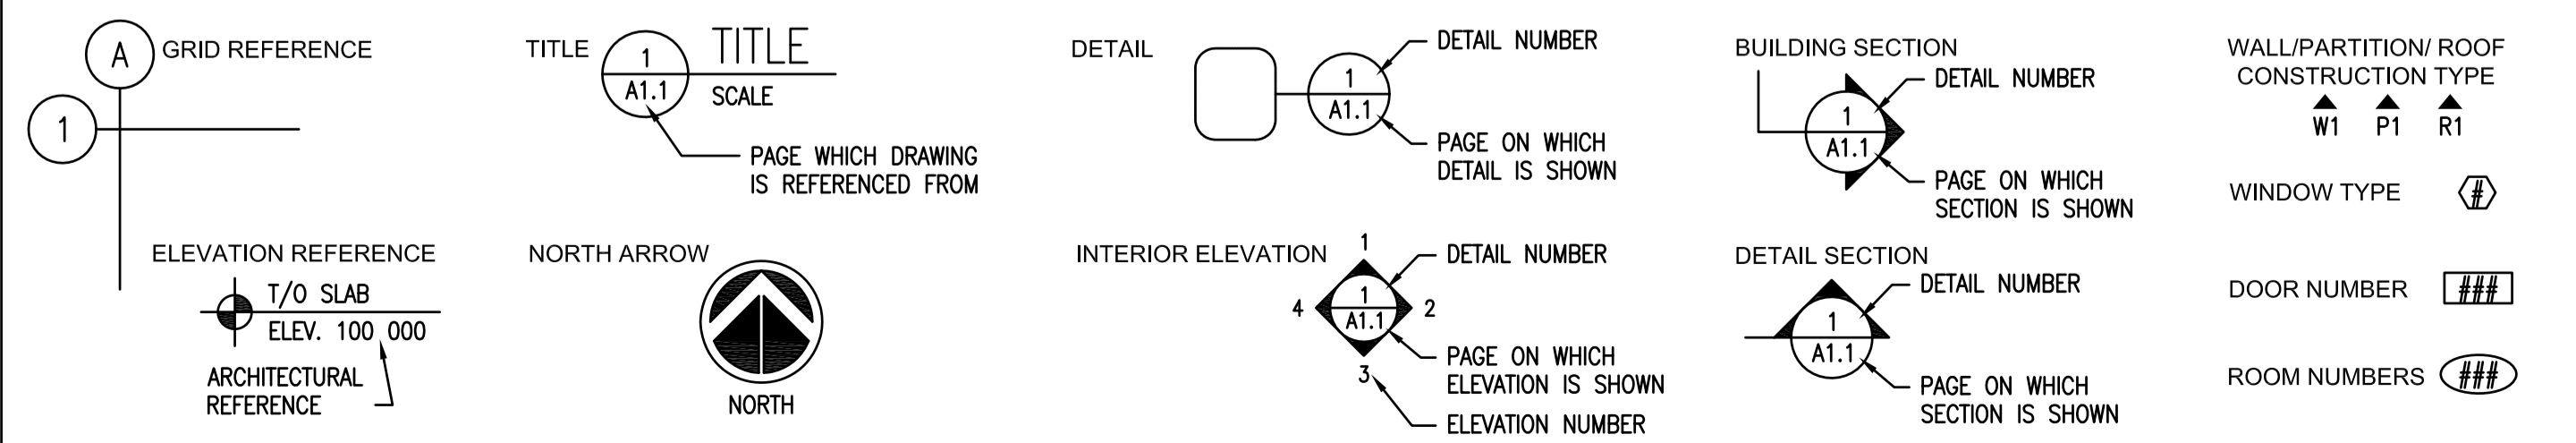 A
GRID REFERENCE
1
ELEVATION REFERENCE
T/O SLAB
ELEV. 100 000
ARCHITECTURAL
REFERENCE
TITLE
1
A1.1
TITLE
SCALE
PAGE WHICH DRAWING
IS REFERENCED FROM
NORTH ARROW
NORTH
DETAIL
1
A1.1
DETAIL NUMBER
PAGE ON WHICH
DETAIL IS SHOWN
INTERIOR ELEVATION
1
4
1
A1.1
2
3
DETAIL NUMBER
PAGE ON WHICH
ELEVATION IS SHOWN
ELEVATION NUMBER
BUILDING SECTION
1
A1.1
DETAIL NUMBER
PAGE ON WHICH
SECTION IS SHOWN
DETAIL SECTION
1
A1.1
DETAIL NUMBER
PAGE ON WHICH
SECTION IS SHOWN
WALL/PARTITION/ ROOF
CONSTRUCTION TYPE
W1 P1 R1
WINDOW TYPE #
DOOR NUMBER ###
ROOM NUMBERS ###